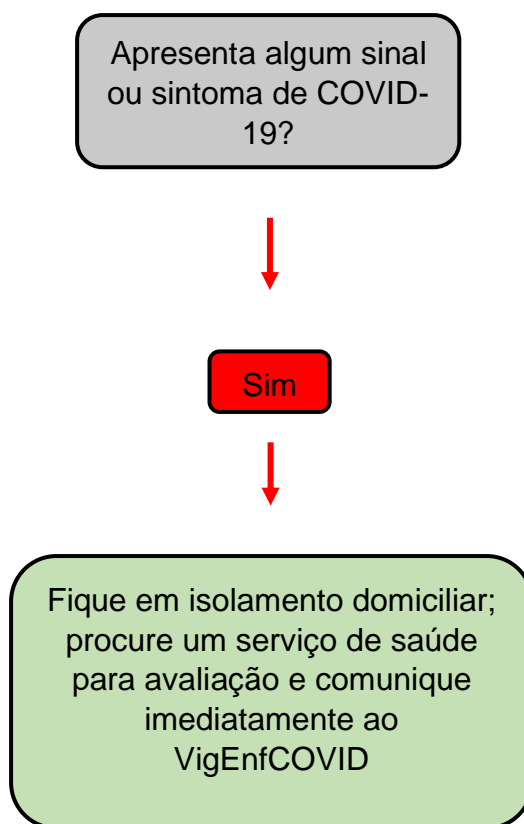 Apresenta algum sinal
ou sintoma de COVID-
19?
Sim
Fique em isolamento domiciliar;
procure um serviço de saúde
para avaliação e comunique
imediatamente ao
VigEnfCOVID